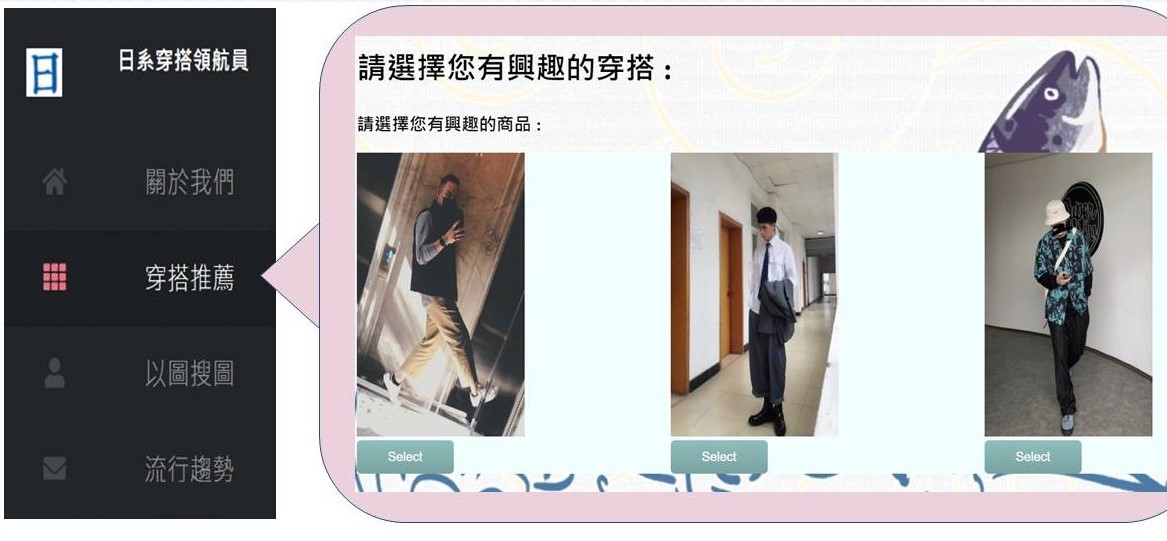 日
日系穿搭領航員
關於我們
穿搭推薦
以圖搜圖
流行趨勢
請選擇您有興趣的穿搭：
請選擇您有興趣的商品：
Select
Select
Select